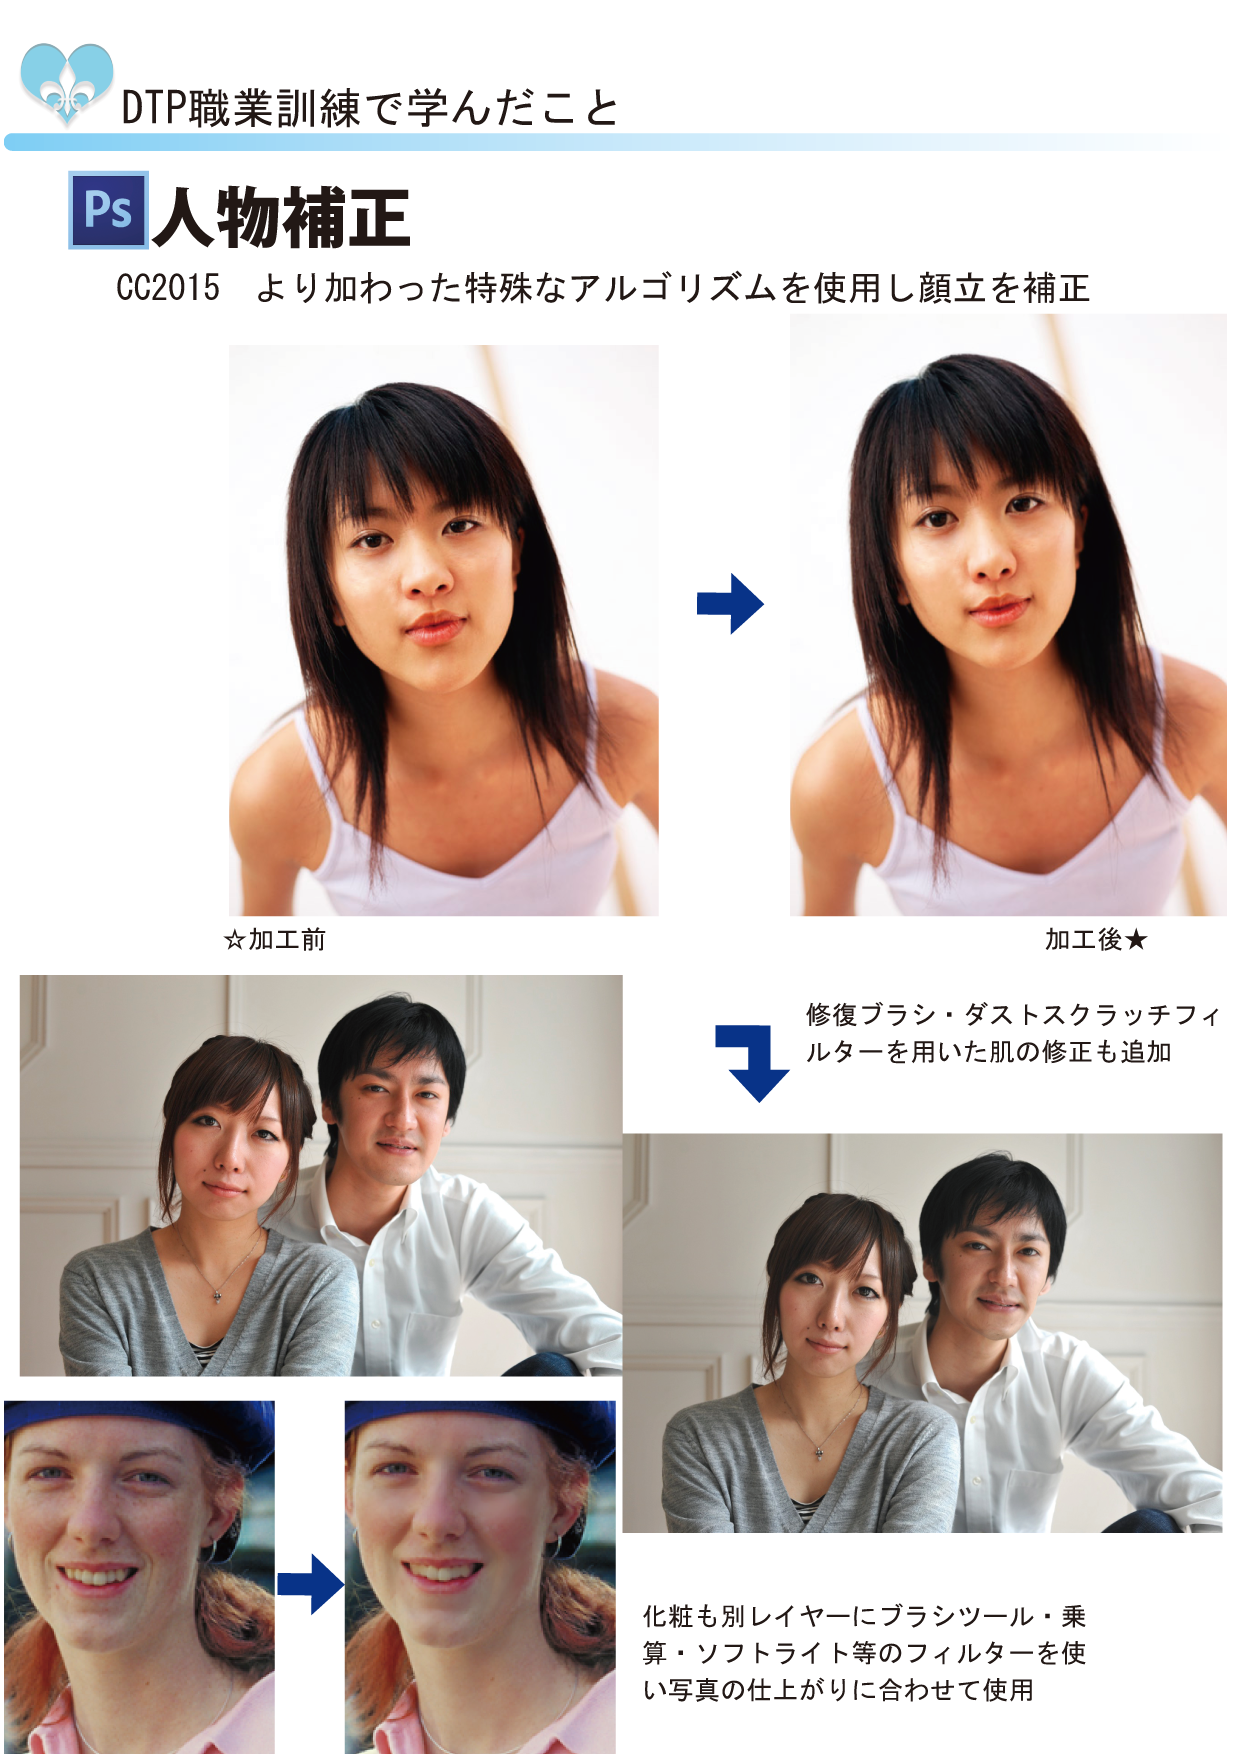 DTP職業訓練で学んだこと
Ps 人物補正
CC2015　より加わった特殊なアルゴリズムを使用し顔立を補正
☆加工前
加工後★
修復ブラシ・ダストスクラッチフィ
ルターを用いた肌の修正も追加
化粧も別レイヤーにブラシツール・乗
算・ソフトライト等のフィルターを使
い写真の仕上がりに合わせて使用